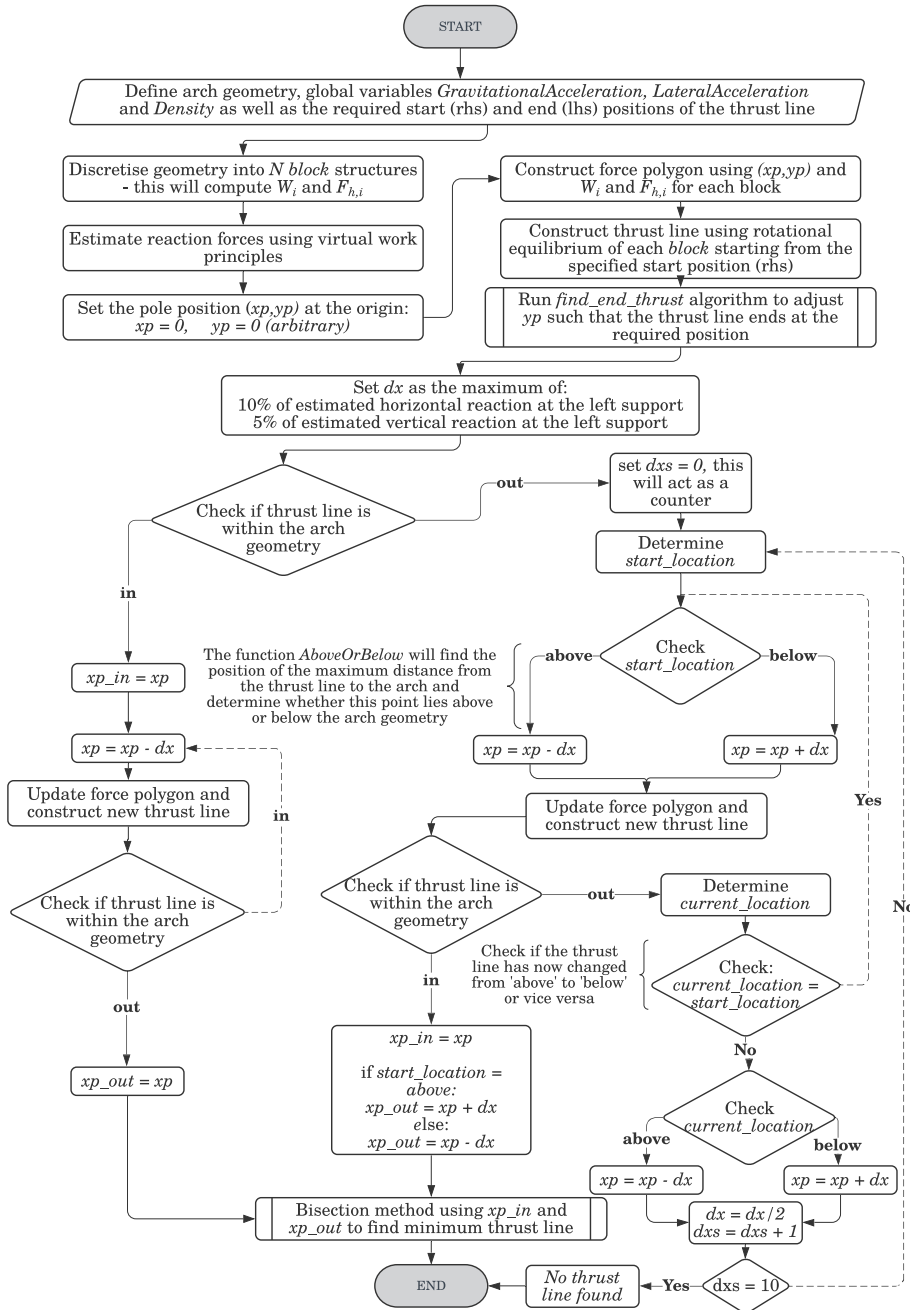 START
Define arch geometry, global variables GravitationalAcceleration, LateralAcceleration
and Density as well as the required start (rhs) and end (lhs) positions of the thrust line
Discretise geometry into N block structures
- this will compute Wi and Fh,i
Estimate reaction forces using virtual work
principles
Set the pole position (xp,yp) at the origin:
xp = 0, yp = 0 (arbitrary)
Construct force polygon using (xp,yp) and
Wi and Fh,i for each block
Construct thrust line using rotational
equilibrium of each block starting from the
specified start position (rhs)
Run find_end_thrust algorithm to adjust
yp such that the thrust line ends at the
required position
Set dx as the maximum of:
10% of estimated horizontal reaction at the left support
5% of estimated vertical reaction at the left support
Check if thrust line is
within the arch
geometry
out
set dxs = 0, this
will act as a
counter
Determine
start_location
in
Check
start_location
above
below
The function AboveOrBelow will find the
position of the maximum distance from
the thrust line to the arch and
determine whether this point lies above
or below the arch geometry
xp_in = xp
xp = xp - dx
xp = xp - dx
xp = xp + dx
Update force polygon and
construct new thrust line
in
Update force polygon and
construct new thrust line
Yes
Check if thrust line is
within the arch
geometry
Check if thrust line is
within the arch
geometry
out
Determine
current_location
No
Check if the thrust
line has now changed
from 'above' to 'below'
or vice versa
Check:
current_location =
start_location
in
out
No
xp_out = xp
xp_in = xp
if start_location =
above:
xp_out = xp + dx
else:
xp_out = xp - dx
Check
current_location
above
below
xp = xp - dx
xp = xp + dx
dx = dx/2
dxs = dxs + 1
Bisection method using xp_in and
xp_out to find minimum thrust line
END
No thrust
line found
Yes
dxs = 10